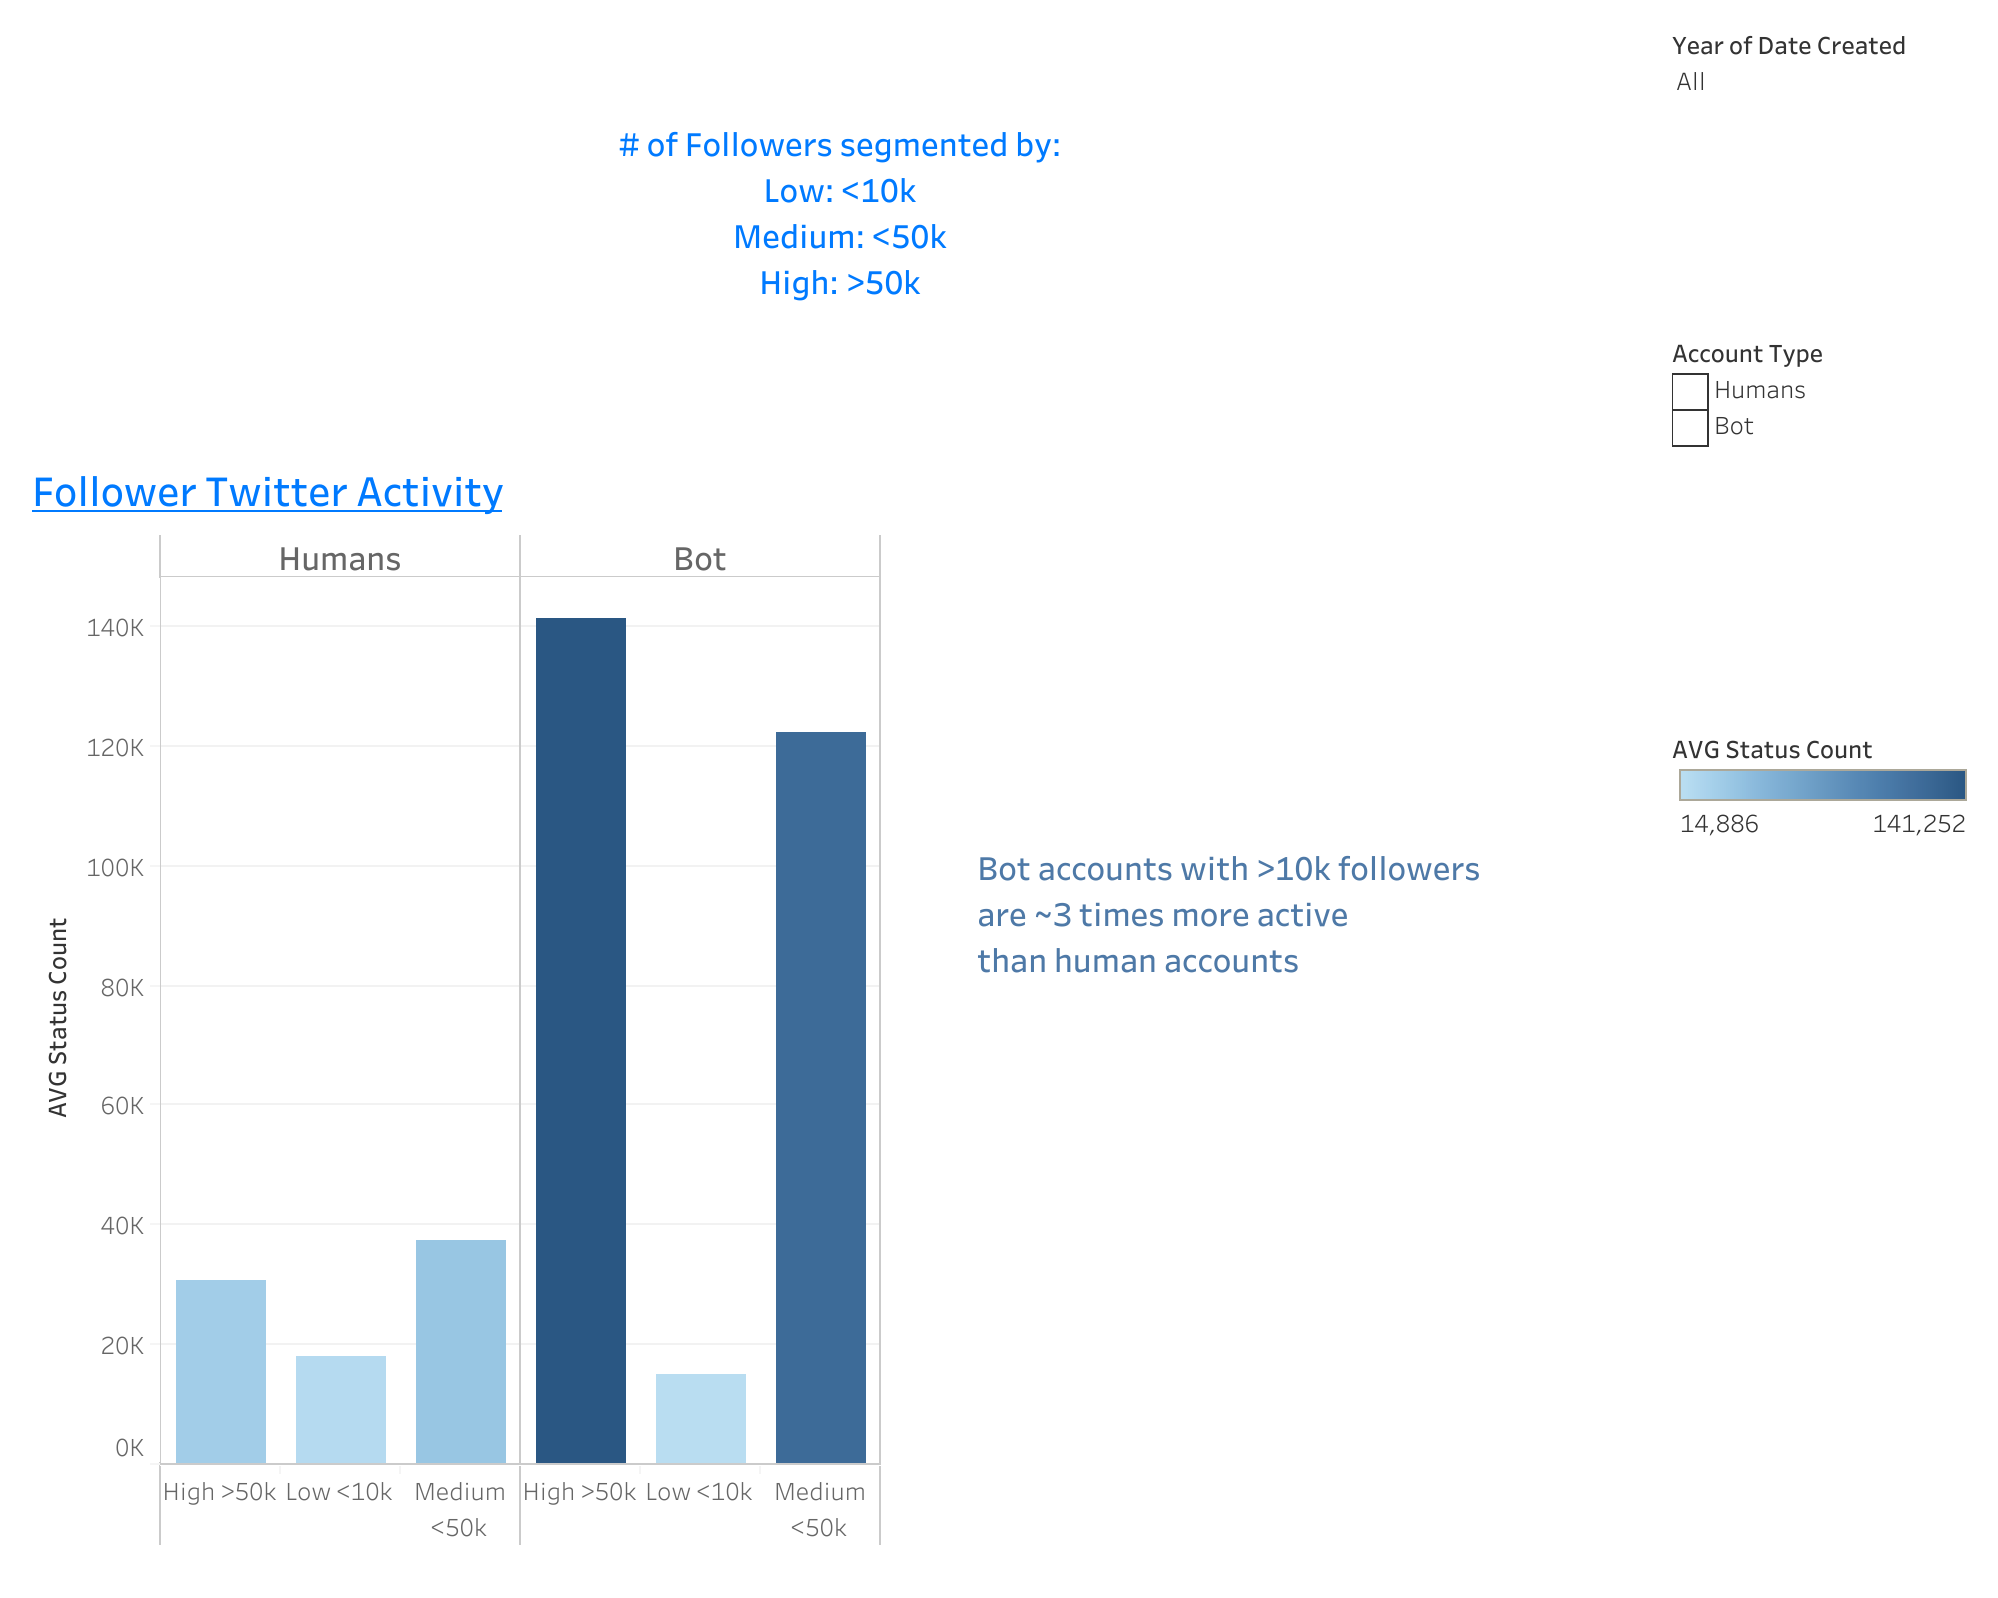 Year of Date Created
All
# of Followers segmented by:
Low: <10k
Medium: <50k
High: >50k
Account Type
Humans
Bot
Follower Twitter Activity
Humans
Bot
140K
120K
100K
80K
60K
40K
20K
0K
AVG Status Count
High >50k
Low <10k
Medium
<50k
High >50k
Low <10k
Medium
<50k
AVG Status Count
14,886
141,252
Bot accounts with >10k followers
are ~3 times more active
than human accounts